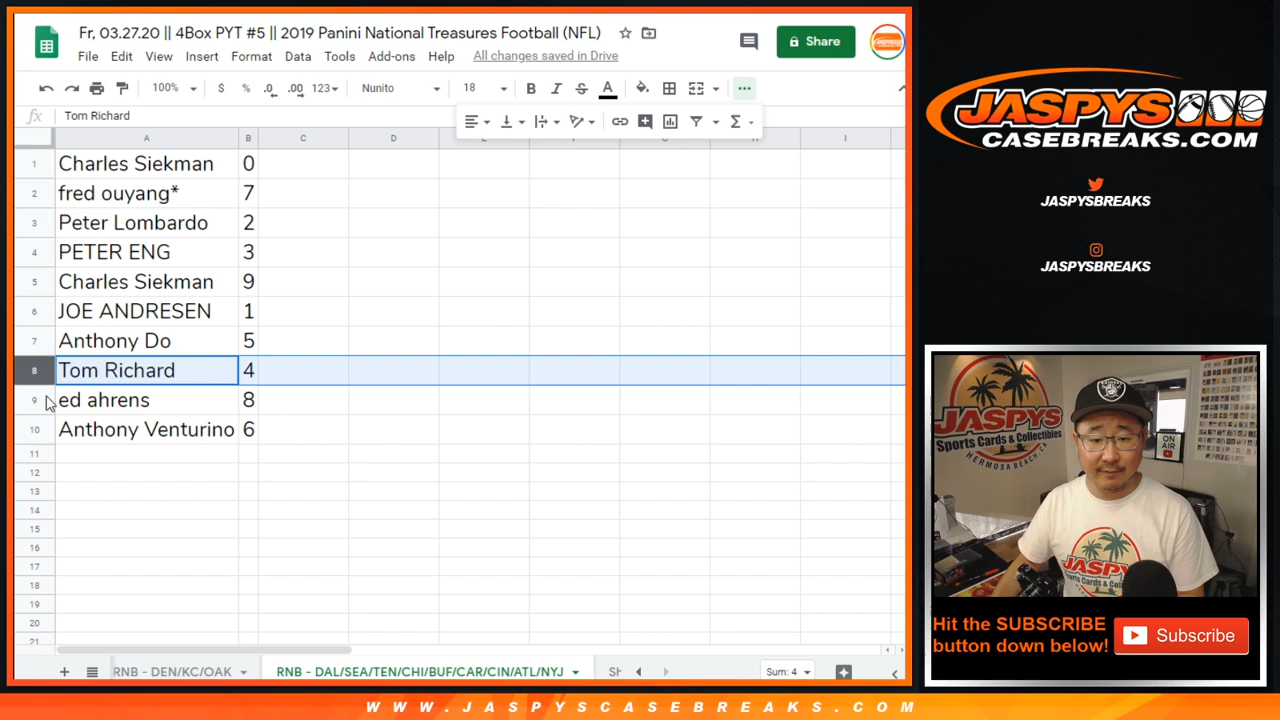 Fr, 03.27.20 || 4Box PYT #5 || 2019 Panini National Treasures Football (NFL)
Share
File Edit View Insert Format Data Tools Add-ons Help All changes saved in Drive
100% $ % .0 .00 123 Nunito 18 B I S A
fx Tom Richard
A B C D I
1 Charles Siekman 0
2 fred ouyang* 7
3 Peter Lombardo 2
4 PETER ENG 3
5 Charles Siekman 9
6 JOE ANDRESEN 1
7 Anthony Do 5
8 Tom Richard 4
9 ed ahrens 8
10 Anthony Venturino 6
11
12
13
14
15
16
17
18
19
20
21
RNB - DEN/KC/OAK RNB - DAL/SEA/TEN/CHI/BUF/CAR/CIN/ATL/NYJ Sh Sum: 4
JASPYS
CASEBREAKS.COM
JASPYSBREAKS
JASPYSBREAKS
JASPYS
Sports Cards & Collectibles
HERMOSA BEACH, CA
ON AIR
JASPYS
Sports Cards & Collectibles
Hit the SUBSCRIBE
button down below!
Subscribe
WWW.JASPYSCASEBREAKS.COM